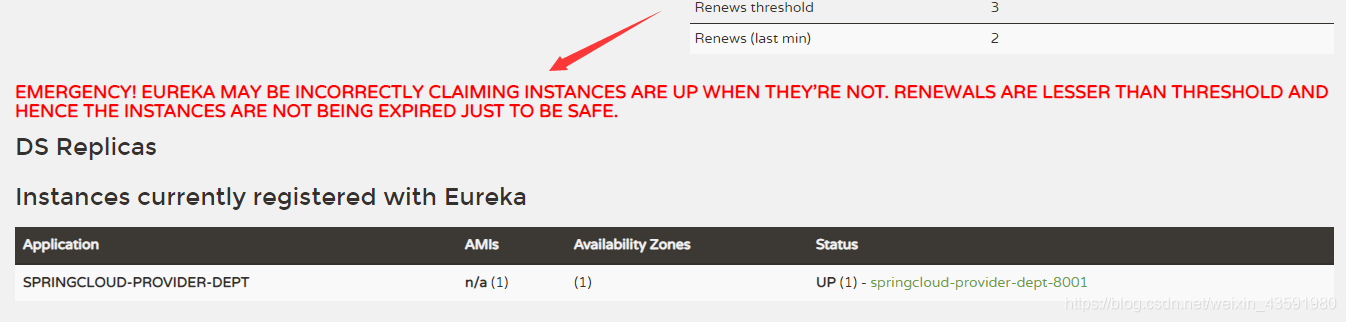 Renews threshold 3
Renews (last min) 2
EMERGENCY! EUREKA MAY BE INCORRECTLY CLAIMING INSTANCES ARE UP WHEN THEY'RE NOT. RENEWALS ARE LESSER THAN THRESHOLD AND
HENCE THE INSTANCES ARE NOT BEING EXPIRED JUST TO BE SAFE.
DS Replicas
Instances currently registered with Eureka
Application AMIs Availability Zones Status
SPRINGCLOUD-PROVIDER-DEPT n/a (1) (1) UP (1) - springcloud-provider-dept-8001
https://blog.csdn.net/weixin_43591980